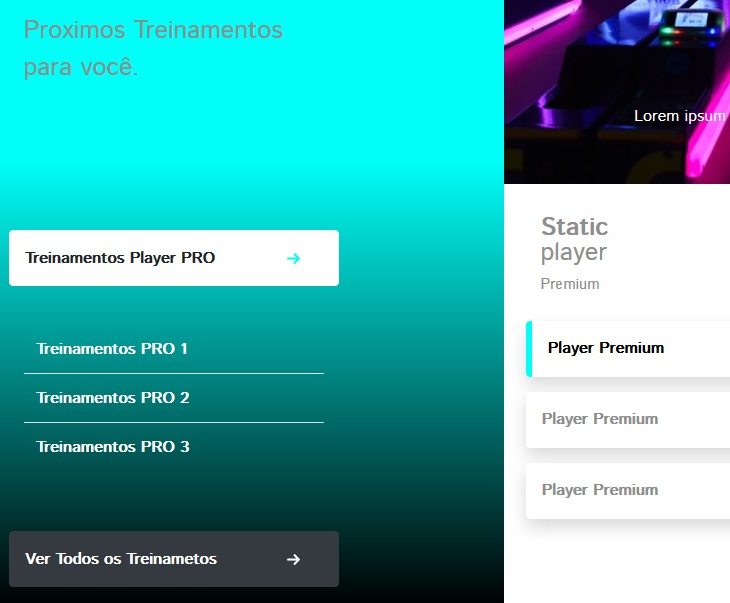 Proximos Treinamentos
para você.
Treinamentos Player PRO
Treinamentos PRO 1
Treinamentos PRO 2
Treinamentos PRO 3
Ver Todos os Treinametos
Lorem ipsum
Static
player
Premium
Player Premium
Player Premium
Player Premium